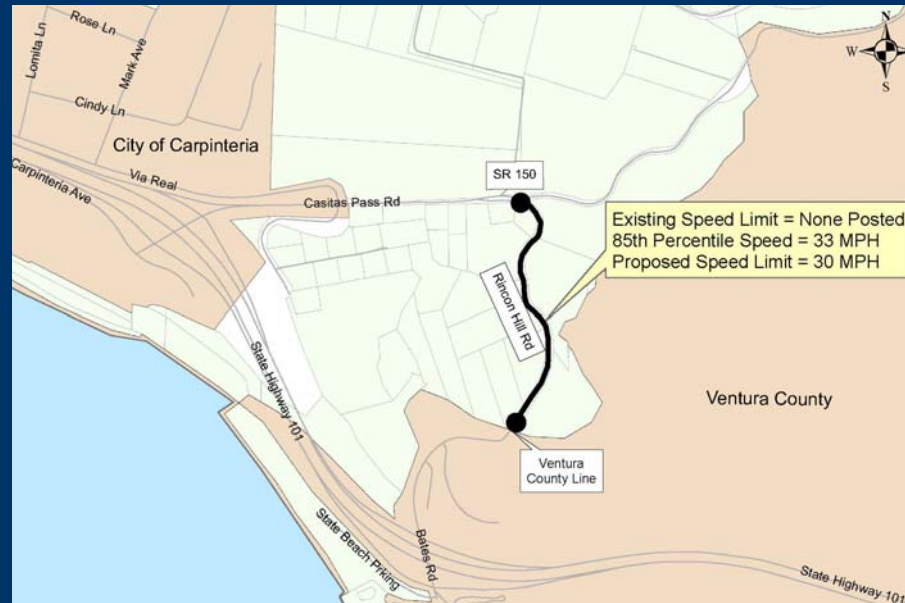 Rose Ln
Lomita Ln
Mark Ave
Cindy Ln
N
W
S
City of Carpinteria
Carpinteria Ave
Via Real
SR 150
Casitas Pass Rd
Existing Speed Limit = None Posted
85th Percentile Speed = 33 MPH
Proposed Speed Limit = 30 MPH
Rincon Hill Rd
State Highway 101
Ventura County
Ventura
County Line
State Beach Prking
Bates Rd
State Highway 101